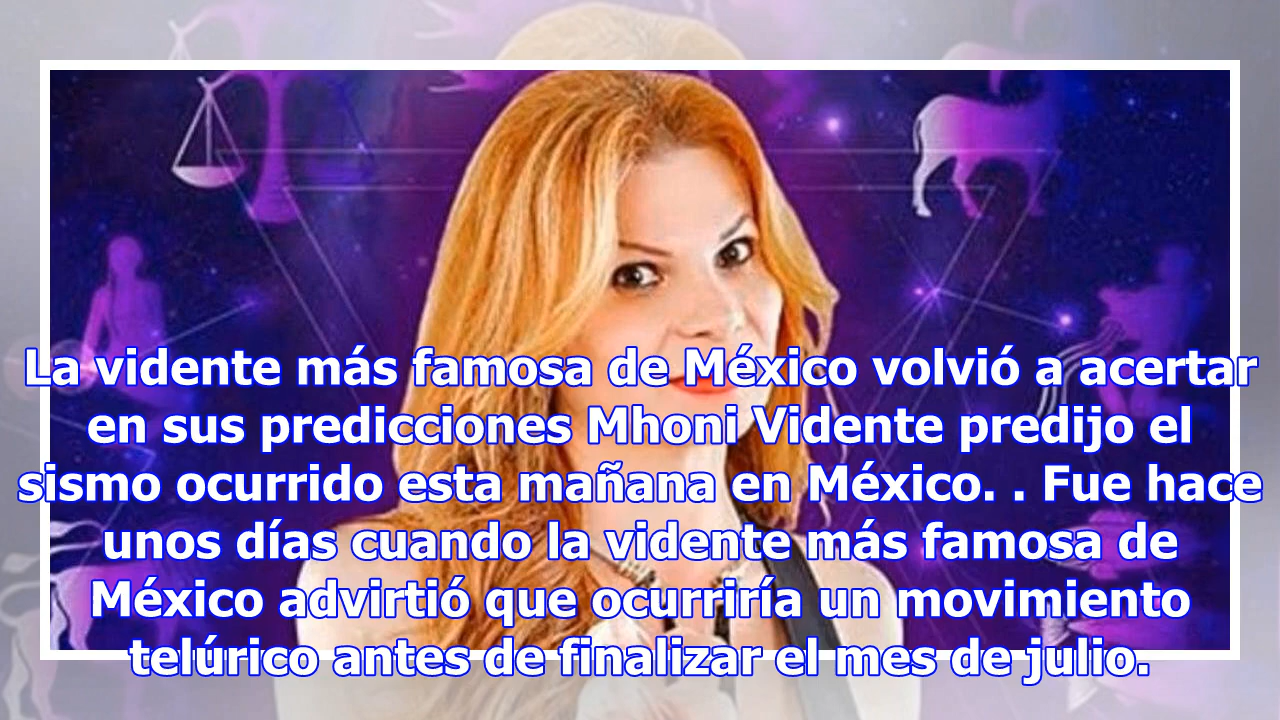 La vidente más famosa de México volvió a acertar
en sus predicciones Mhoni Vidente predijo el
sismo ocurrido esta mañana en México. . Fue hace
unos días cuando la vidente más famosa de
México advirtió que ocurriría un movimiento
telúrico antes de finalizar el mes de julio.